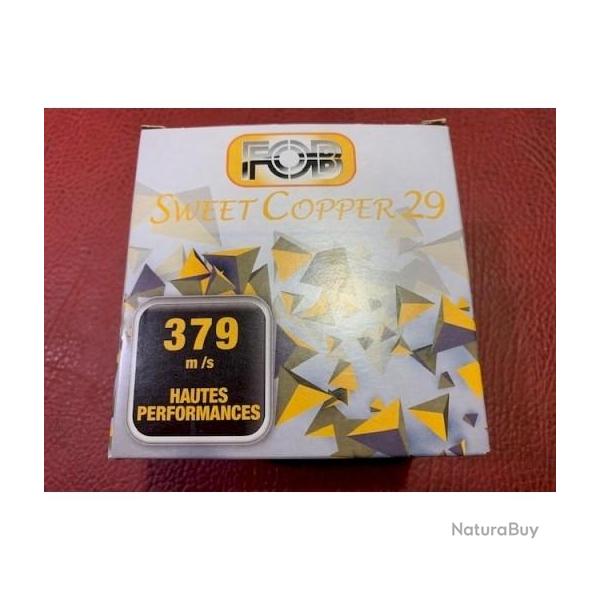 FOB
SWEET COPPER 29
379
m/s
HAUTES
PERFORMANCES
NaturaBuy